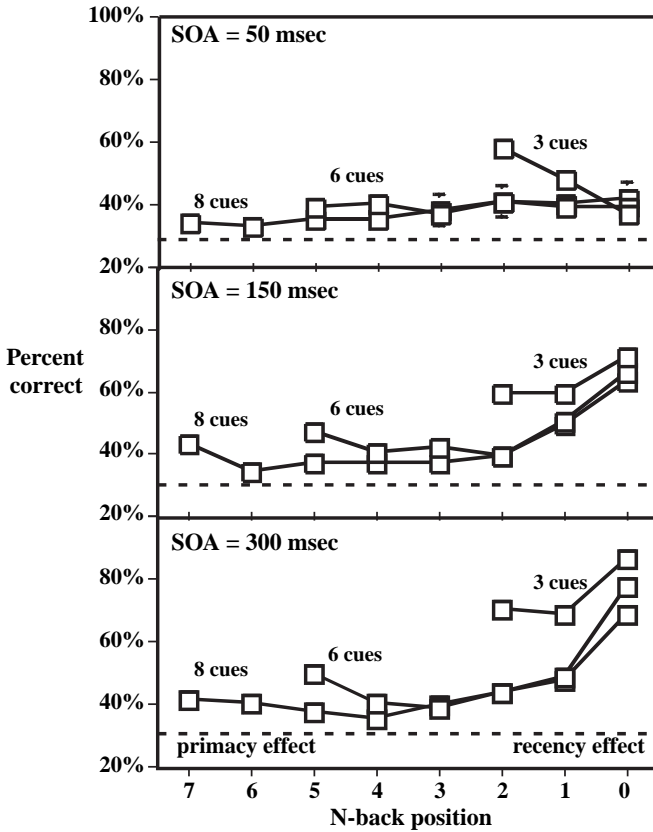 100%
SOA = 50 msec
80%
60%
3 cues
6 cues
8 cues
40%
20%
SOA = 150 msec
80%
Percent
correct
3 cues
60%
8 cues
6 cues
40%
20%
SOA = 300 msec
80%
3 cues
60%
8 cues
6 cues
40%
primacy effect
recency effect
20%
7 6 5 4 3 2 1 0
N-back position